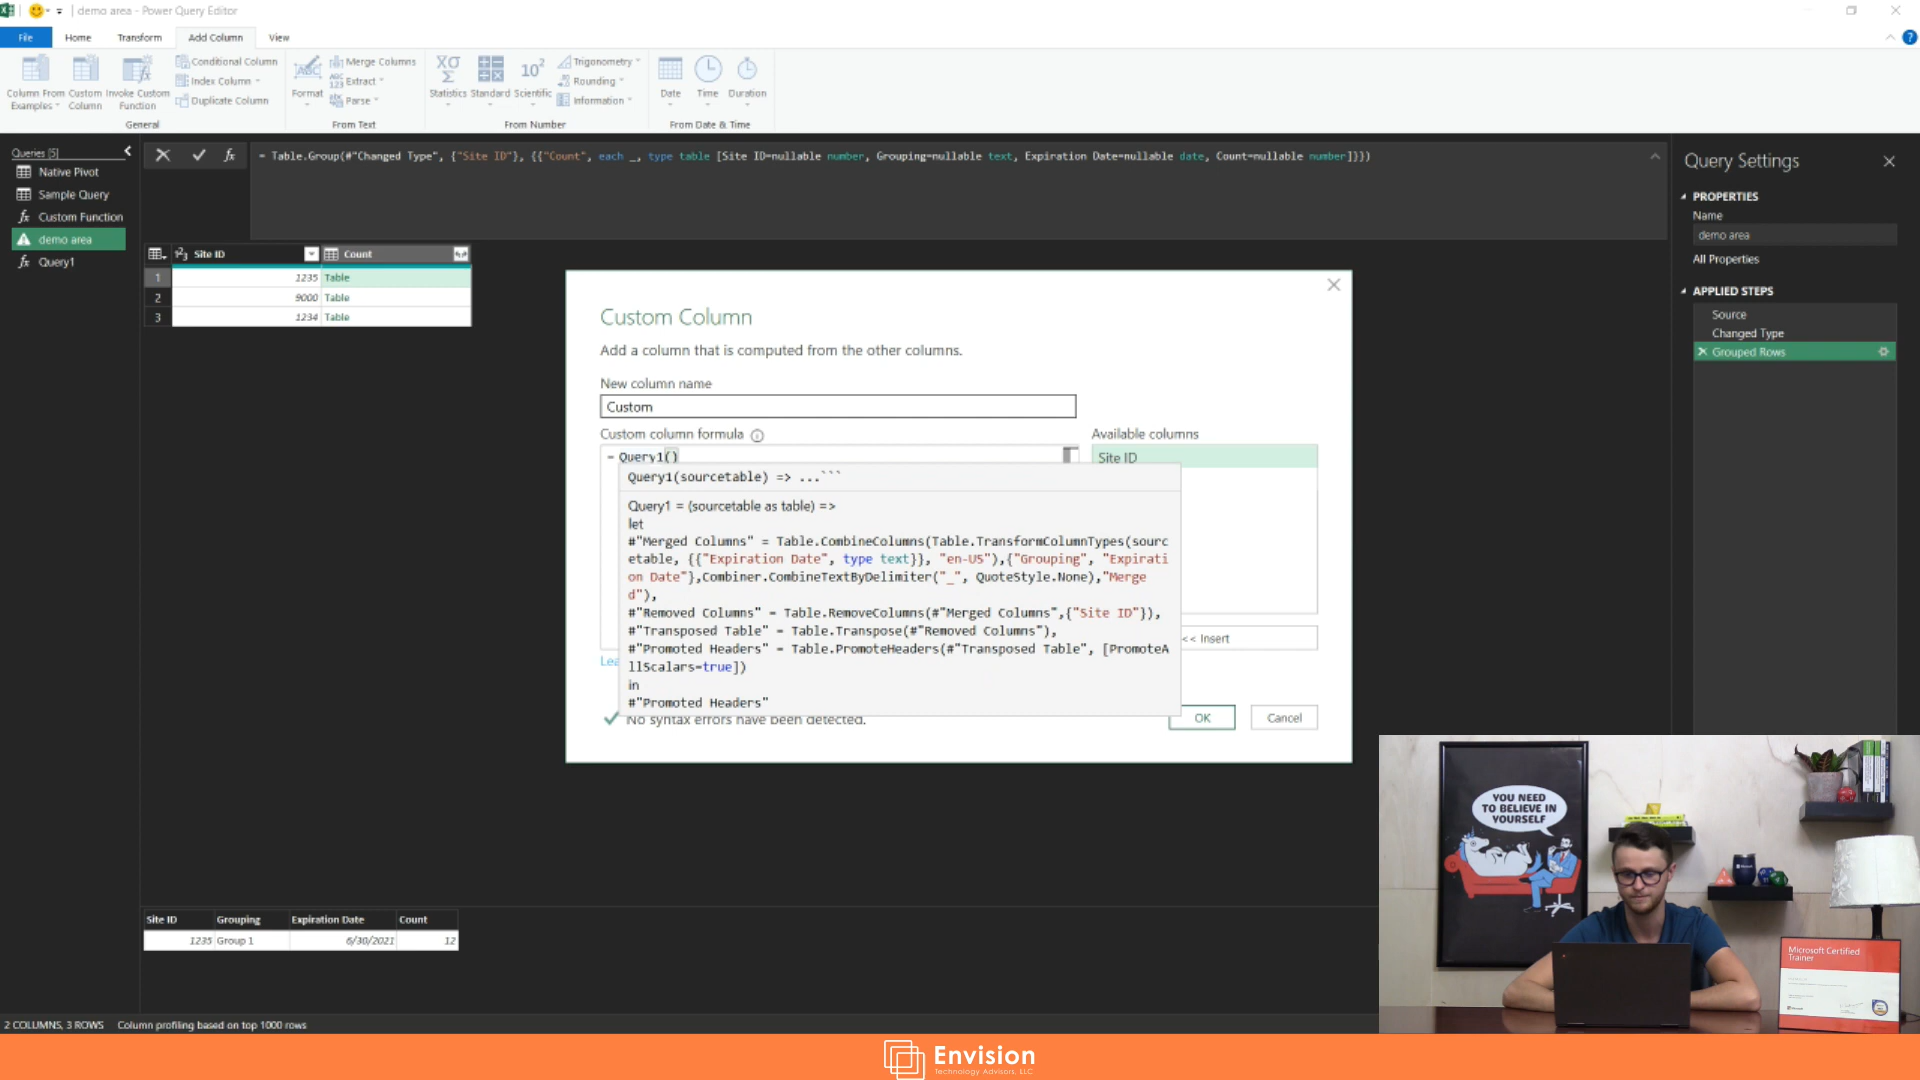 demo area - Power Query Editor
File
Home
Transform
Add Column
View
Column From
Examples
Custom
Column
Invoke Custom
Function
Conditional Column
Index Column
Duplicate Column
General
Format
ABC
Merge Columns
ABC
123 Extract
Parse
From Text
Statistics
Standard
Scientific
Trigonometry
Rounding
Information
From Number
Date
Time
Duration
From Date & Time
Queries [5]
Native Pivot
Sample Query
fx Custom Function
demo area
fx Query1
fx
= Table.Group(#"Changed Type", {"Site ID"}, {{"Count", each _, type table [Site ID=nullable number, Grouping=nullable text, Expiration Date=nullable date, Count=nullable number]}})
Site ID
Count
1 1235 Table
2 9000 Table
3 1234 Table
Custom Column
Add a column that is computed from the other columns.
New column name
Custom
Custom column formula
Available columns
= Query1()
Site ID
Query1(sourcetable) => ...```
Query1 = (sourcetable as table) =>
let
#"Merged Columns" = Table.CombineColumns(Table.TransformColumnTypes(sourc
etable, {{"Expiration Date", type text}}, "en-US"),{"Grouping", "Expirati
on Date"},Combiner.CombineTextByDelimiter("_", QuoteStyle.None),"Merge
d"),
#"Removed Columns" = Table.RemoveColumns(#"Merged Columns",{"Site ID"}),
#"Transposed Table" = Table.Transpose(#"Removed Columns"),
#"Promoted Headers" = Table.PromoteHeaders(#"Transposed Table", [PromoteA
llScalars=true])
in
#"Promoted Headers"
<< Insert
Lea
No syntax errors have been detected.
OK
Cancel
Query Settings
PROPERTIES
Name
demo area
All Properties
APPLIED STEPS
Source
Changed Type
Grouped Rows
Site ID Grouping Expiration Date Count
1235 Group 1 6/30/2021 12
2 COLUMNS, 3 ROWS Column profiling based on top 1000 rows
YOU NEED
TO BELIEVE IN
YOURSELF
Microsoft Certified
Trainer
Envision
Technology Advisors, LLC